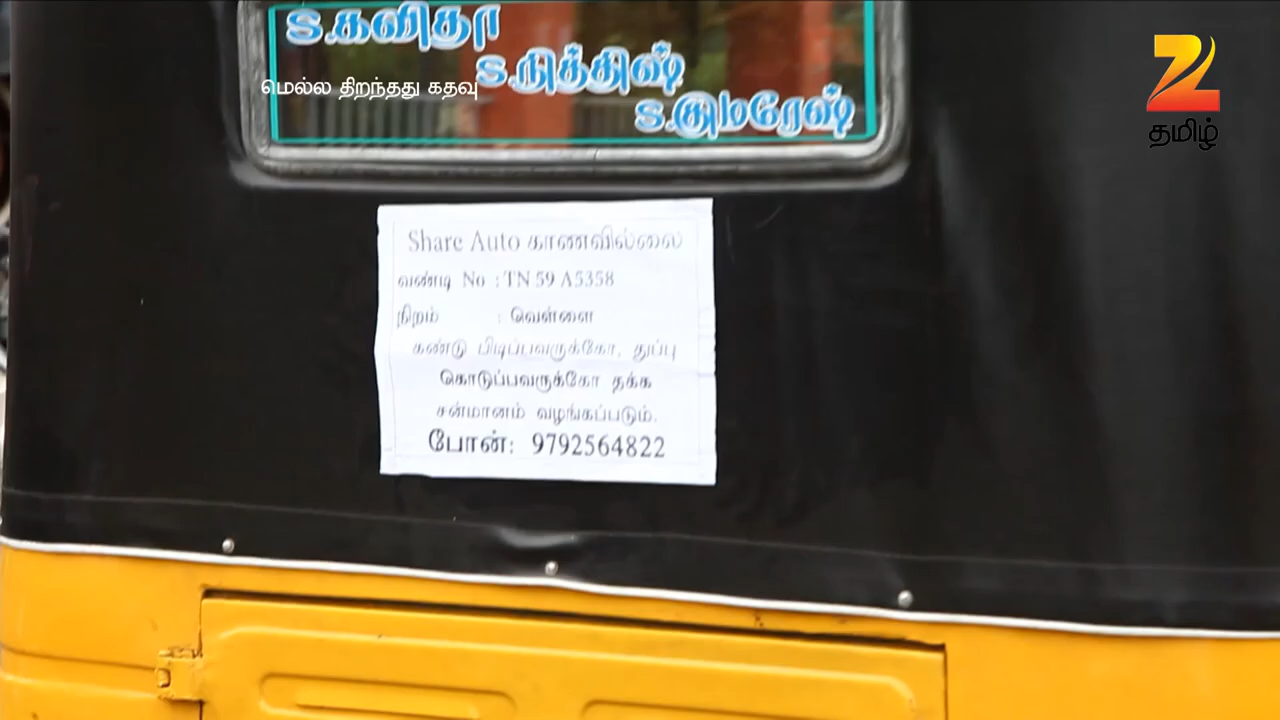 ட.கவிதா
ட.நித்திஷ்
மெல்ல திறந்தது கதவு
ட.குமரேஷ்
தமிழ்
Share Auto காணவில்லை
வண்டி No : TN 59 A5358
நிறம் : வெள்ளை
கண்டு பிடிப்பவருக்கோ, துப்பு
கொடுப்பவருக்கோ தக்க
சன்மானம் வழங்கப்படும்.
போன்: 9792564822